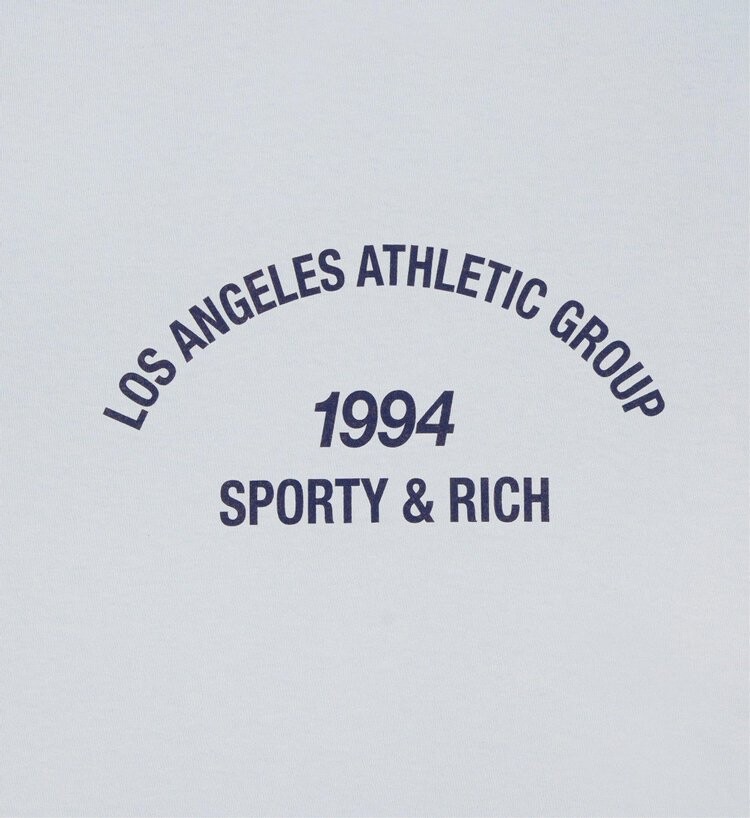 LOS ANGELES ATHLETIC GROUP
1994
SPORTY & RICH